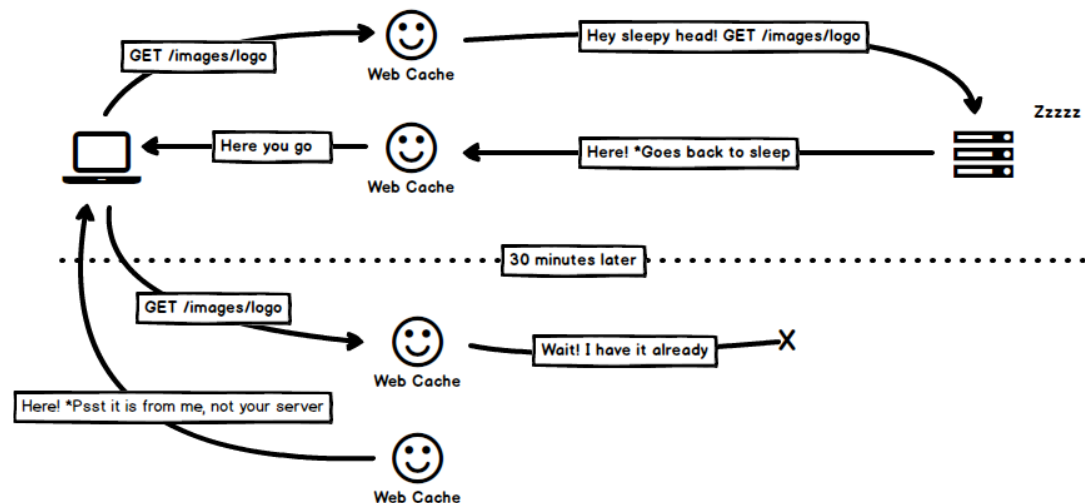 GET /images/logo
Web Cache
Hey sleepy head! GET /images/logo
Zzzzz
Here you go
Web Cache
Here! *Goes back to sleep
30 minutes later
GET /images/logo
Web Cache
Wait! I have it already
X
Here! *Psst it is from me, not your server
Web Cache